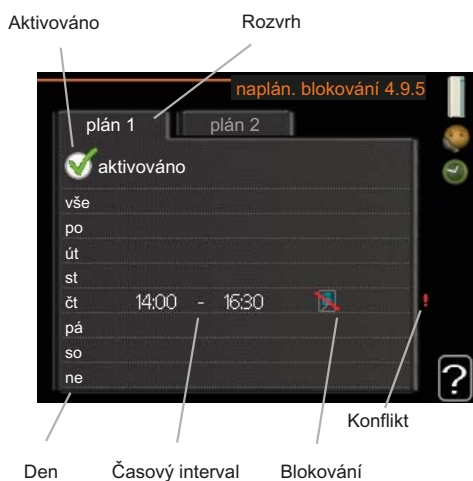 Aktivováno Rozvrh
naplán. blokování 4.9.5
plán 1 plán 2
aktivováno
vše
po
út
st
čt 14:00 - 16:30 !
pá
so
ne
?
Konflikt
Den Časový interval Blokování